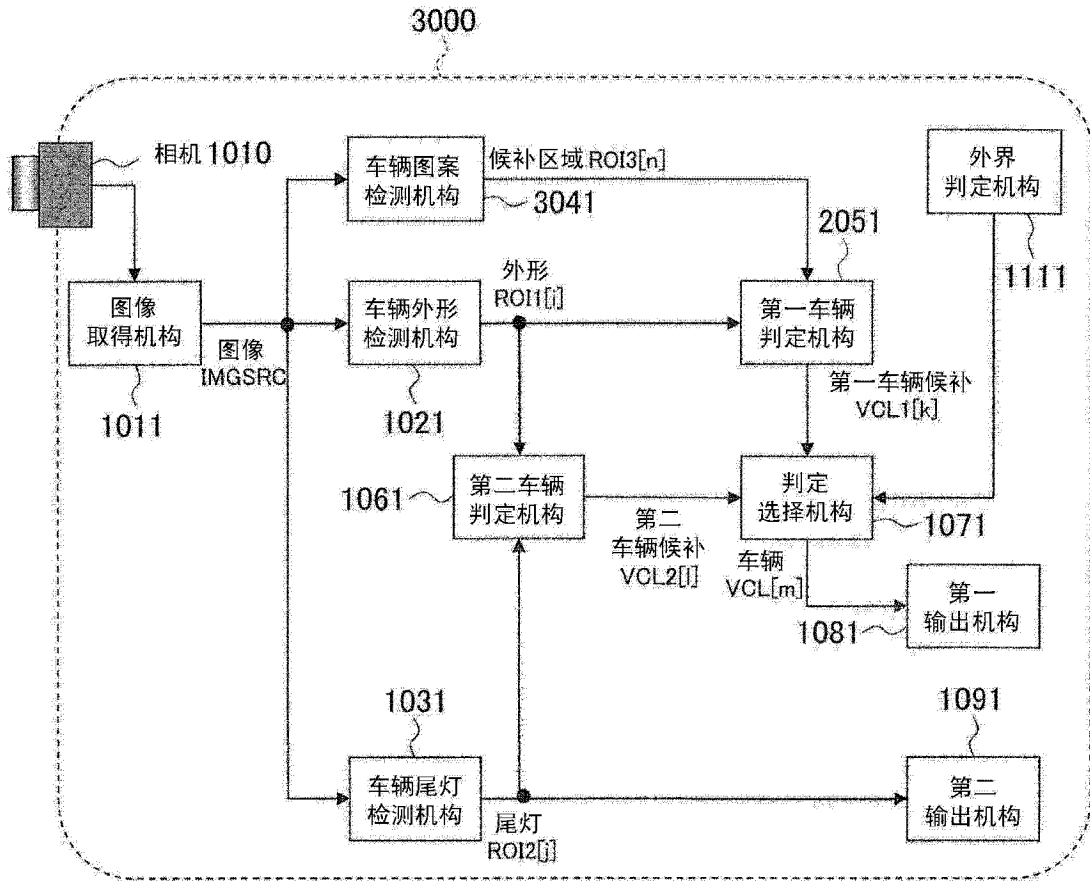 3000
相机 1010
车辆图案
检测机构
候补区域 ROI3[n]
3041
外界
判定机构
1111
2051
图像
取得机构
1011
图像
IMGSRC
车辆外形
检测机构
1021
外形
ROI1[i]
第一车辆
判定机构
第一车辆候补
VCL1[k]
1061
第二车辆
判定机构
第二
车辆候补
VCL2[l]
判定
选择机构
1071
车辆
VCL[m]
1081
第一
输出机构
1031
车辆尾灯
检测机构
尾灯
ROI2[j]
1091
第二
输出机构